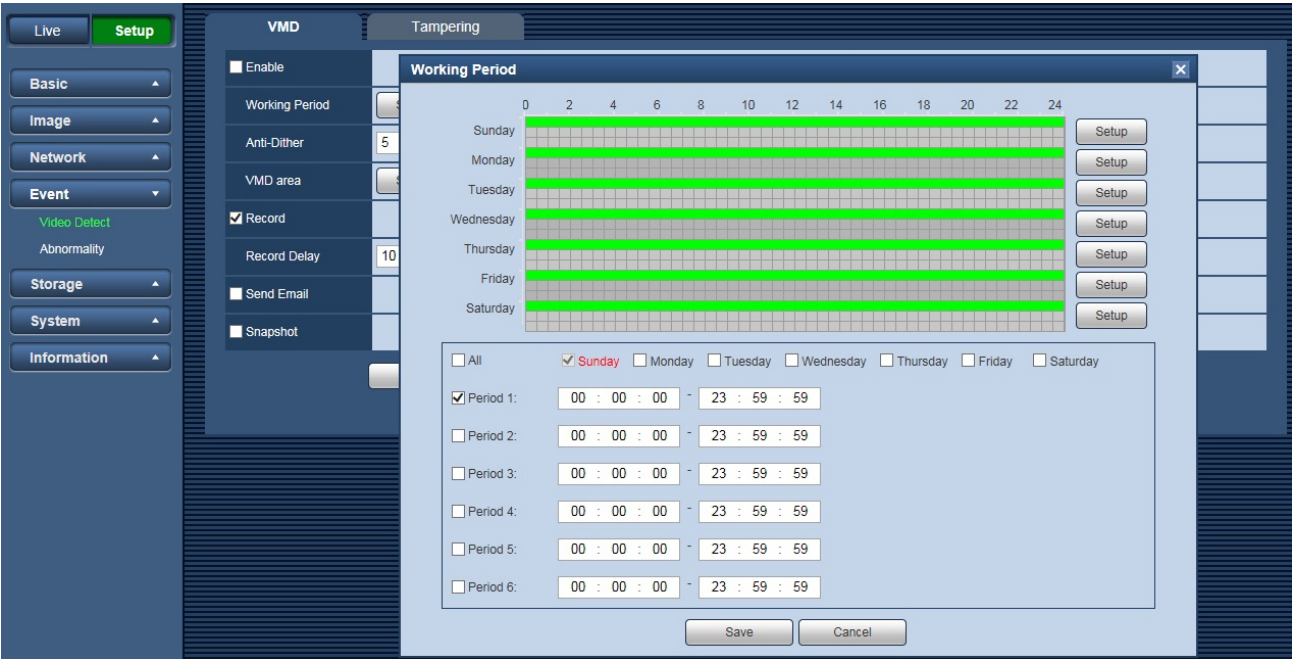 Live Setup
Basic
Image
Network
Event
Video Detect
Abnormality
Storage
System
Information
VMD Tampering
Enable
Working Period
Anti-Dither 5
VMD area
Record
Record Delay 10
Send Email
Snapshot
Working Period
0 2 4 6 8 10 12 14 16 18 20 22 24
Sunday Setup
Monday Setup
Tuesday Setup
Wednesday Setup
Thursday Setup
Friday Setup
Saturday Setup
All Sunday Monday Tuesday Wednesday Thursday Friday Saturday
Period 1: 00 : 00 : 00 - 23 : 59 : 59
Period 2: 00 : 00 : 00 - 23 : 59 : 59
Period 3: 00 : 00 : 00 - 23 : 59 : 59
Period 4: 00 : 00 : 00 - 23 : 59 : 59
Period 5: 00 : 00 : 00 - 23 : 59 : 59
Period 6: 00 : 00 : 00 - 23 : 59 : 59
Save Cancel